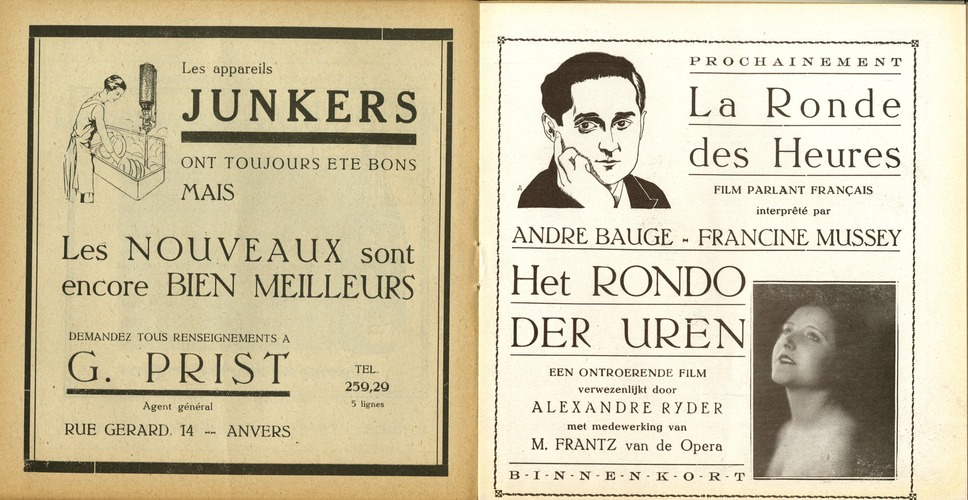 Les appareils
JUNKERS
ONT TOUJOURS ETE BONS
MAIS
Les NOUVEAUX sont
encore BIEN MEILLEURS
DEMANDEZ TOUS RENSEIGNEMENTS A
G. PRIST
Agent général
RUE GERARD, 14 -- ANVERS
TEL.
259,29
5 lignes
PROCHAINEMENT
La Ronde
des Heures
FILM PARLANT FRANÇAIS
interprêté par
ANDRE BAUGE -- FRANCINE MUSSEY
Het RONDO
DER UREN
EEN ONTROERENDE FILM
verwezenlijkt door
ALEXANDRE RYDER
met medewerking van
M. FRANTZ van de Opera
B-I-N-N-E-N-K-O-R-T